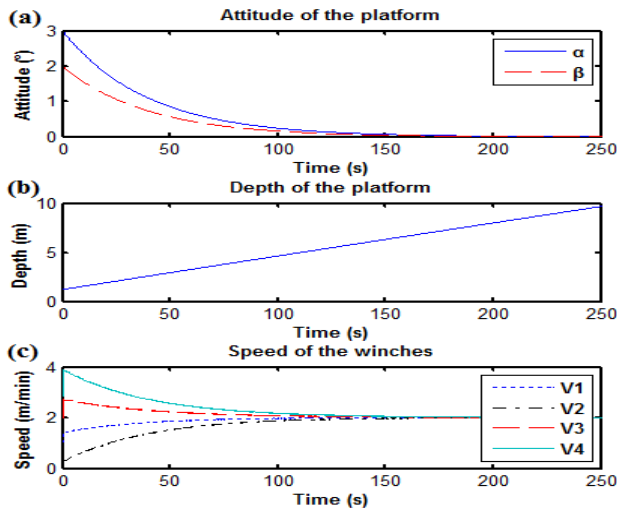 (a)
Attitude of the platform
Attitude (º)
3
2
1
0
α
β
0 50 100 150 200 250
Time (s)
(b)
Depth of the platform
Depth (m)
10
5
0
0 50 100 150 200 250
Time (s)
(c)
Speed of the winches
Speed (m/min)
4
2
0
V1
V2
V3
V4
0 50 100 150 200 250
Time (s)